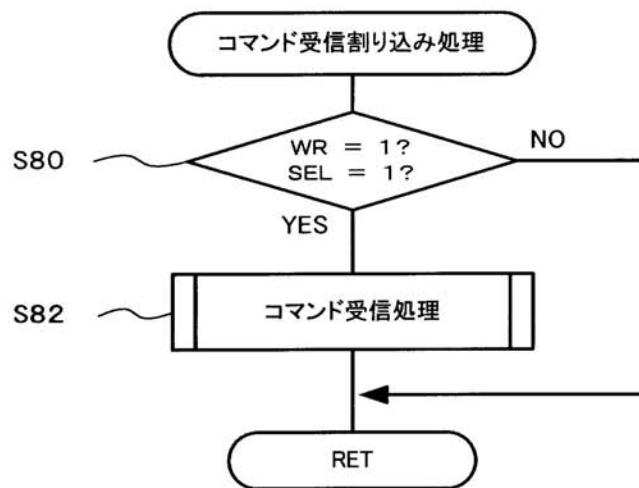 コマンド受信割り込み処理
S80
WR = 1?
SEL = 1?
NO
YES
S82
コマンド受信処理
RET